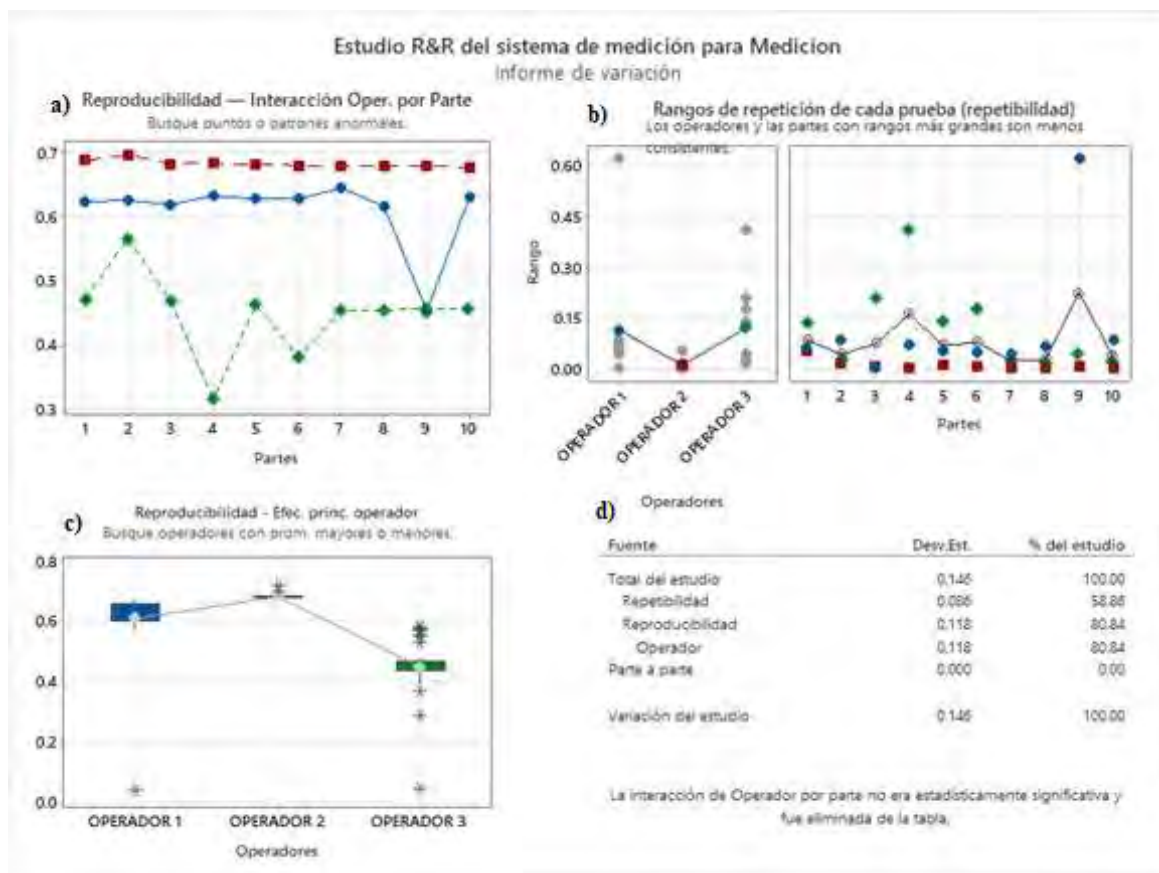 Estudio R&R del sistema de medición para Medicion
Informe de variación
a) Reproducibilidad — Interacción Oper. por Parte
Busque puntos o patrones anormales.
0.7
0.6
0.5
0.4
0.3
1 2 3 4 5 6 7 8 9 10
Partes
b) Rangos de repetición de cada prueba (repetibilidad)
Los operadores y las partes con rangos más grandes son menos
consistentes.
Rango
0.60
0.45
0.30
0.15
0.00
OPERADOR 1 OPERADOR 2 OPERADOR 3
1 2 3 4 5 6 7 8 9 10
Partes
Operadores
c) Reproducibilidad - Efec. princ. operador
Busque operadores con prom. mayores o menores.
0.8
0.6
0.4
0.2
0.0
OPERADOR 1 OPERADOR 2 OPERADOR 3
Operadores
d)
Fuente Desv.Est. % del estudio
Total del estudio 0.146 100.00
Repetibilidad 0.086 58.86
Reproducibilidad 0.118 80.84
Operador 0.118 80.84
Parte a parte 0.000 0.00
Variación del estudio 0.146 100.00
La interacción de Operador por parte no era estadísticamente significativa y
fue eliminada de la tabla.